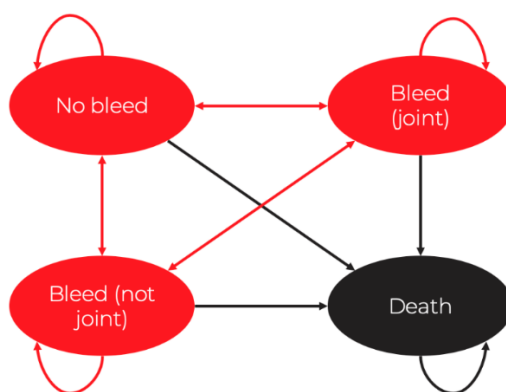 No bleed
Bleed
(joint)
Bleed (not
joint)
Death